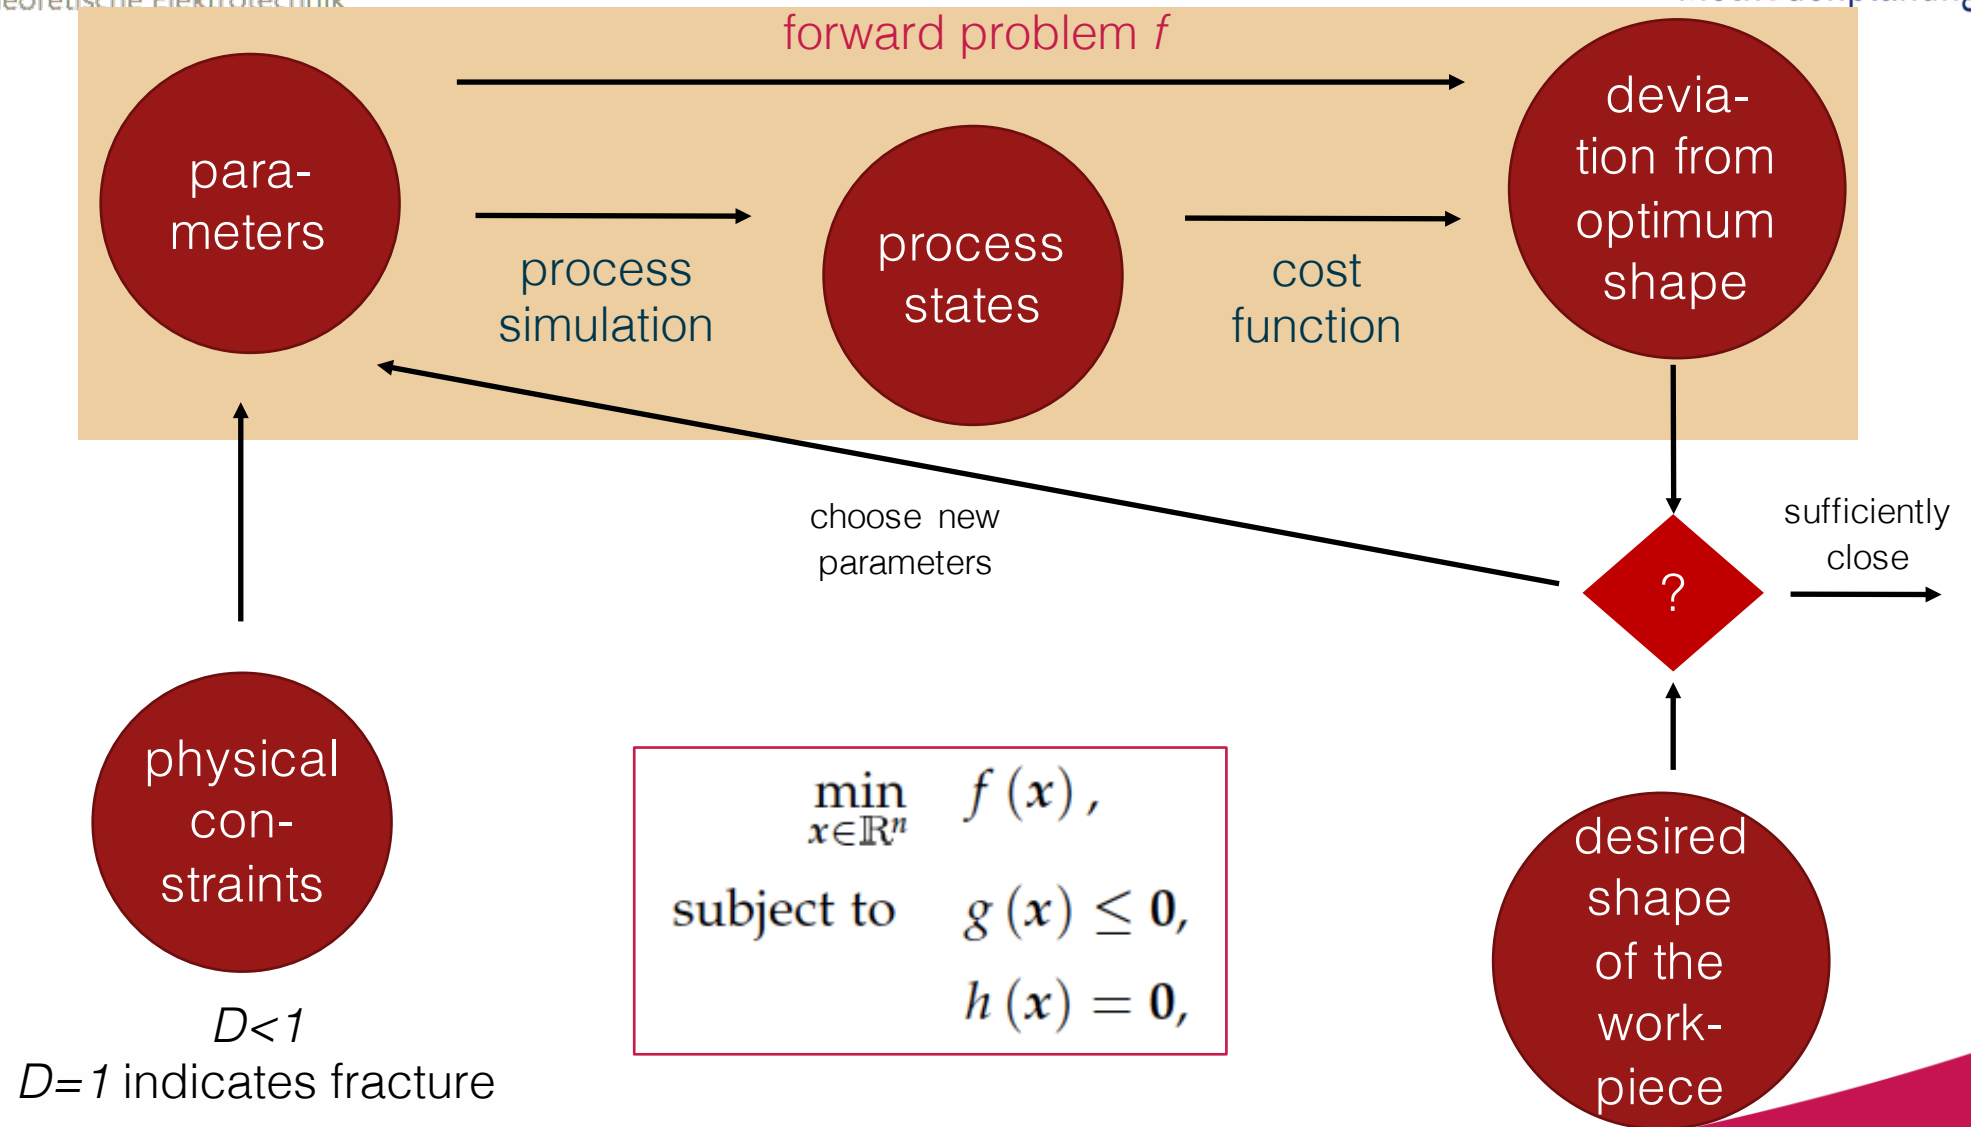 forward problem f
para-
meters
process
simulation
process
states
cost
function
devia-
tion from
optimum
shape
choose new
parameters
?
sufficiently
close
physical
con-
straints
D<1
D=1 indicates fracture
min f (x) ,
x∈ℝⁿ
subject to g (x) ≤ 0,
h (x) = 0,
desired
shape
of the
work-
piece